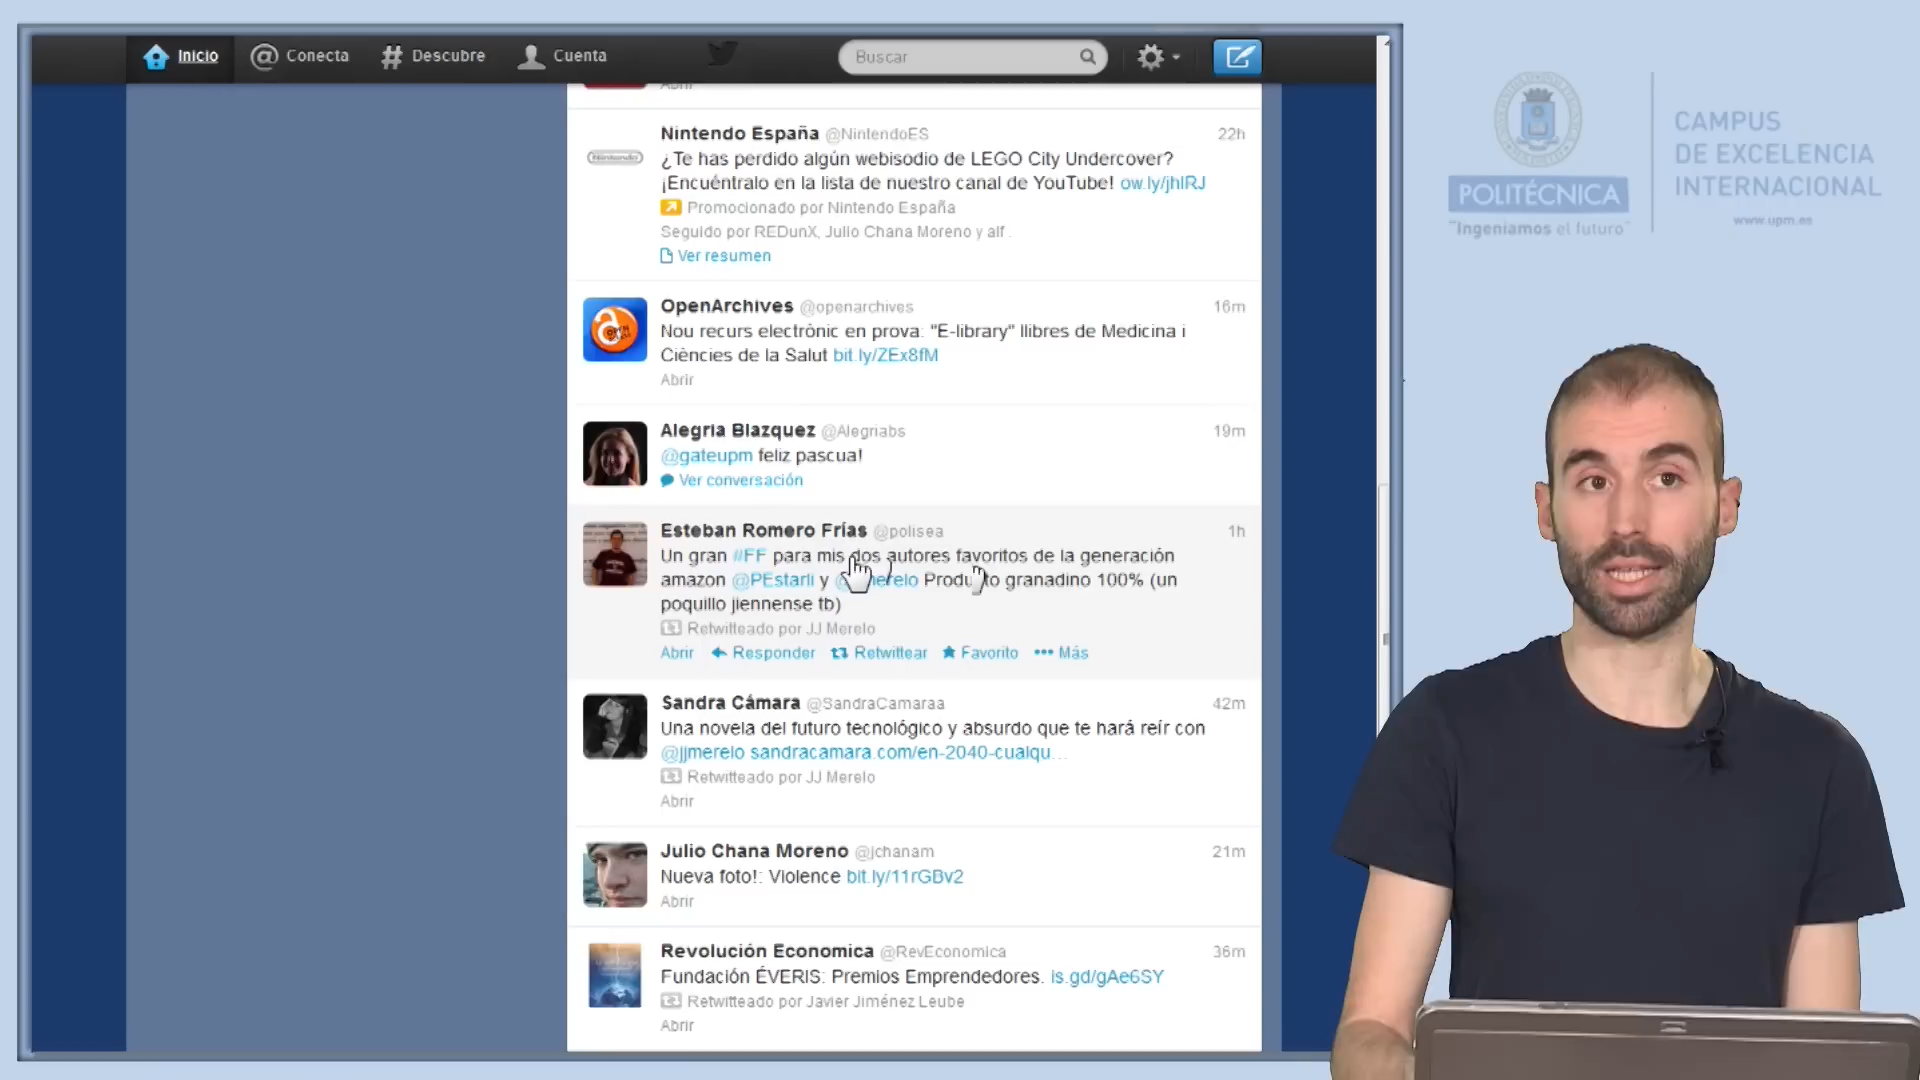 Inicio
Conecta
Descubre
Cuenta
Buscar
Abrir
Nintendo España @NintendoES 22h
¿Te has perdido algún webisodio de LEGO City Undercover?
¡Encuéntralo en la lista de nuestro canal de YouTube! ow.ly/jhIRJ
Promocionado por Nintendo España
Seguido por REDunX, Julio Chana Moreno y alf .
Ver resumen
OpenArchives @openarchives 16m
Nou recurs electrònic en prova: "E-library" llibres de Medicina i
Ciències de la Salut bit.ly/ZEx8fM
Abrir
Alegria Blazquez @Alegriabs 19m
@gateupm feliz pascua!
Ver conversación
Esteban Romero Frías @polisea 1h
Un gran #FF para mis dos autores favoritos de la generación
amazon @PEstarli y Producto granadino 100% (un
poquillo jiennense tb)
Retwitteado por JJ Merelo
Abrir Responder Retwittear Favorito Más
Sandra Cámara @SandraCamaraa 42m
Una novela del futuro tecnológico y absurdo que te hará reír con
@jjmerelo sandracamara.com/en-2040-cualqu…
Retwitteado por JJ Merelo
Abrir
Julio Chana Moreno @jchanam 21m
Nueva foto!: Violence bit.ly/11rGBv2
Abrir
Revolución Economica @RevEconomica 36m
Fundación ÉVERIS: Premios Emprendedores. is.gd/gAe6SY
Retwitteado por Javier Jiménez Leube
Abrir
POLITÉCNICA
"Ingeniamos el futuro"
CAMPUS
DE EXCELENCIA
INTERNACIONAL
www.upm.es